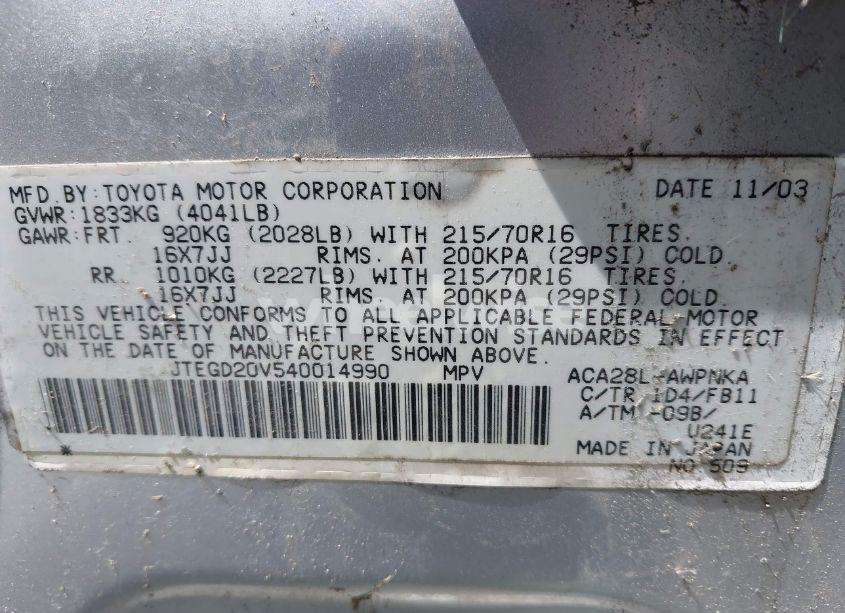 MFD. BY: TOYOTA MOTOR CORPORATION DATE 11/03
GVWR: 1833KG (4041LB)
GAWR: FRT. 920KG (2028LB) WITH 215/70R16 TIRES.
16X7JJ RIMS. AT 200KPA (29PSI) COLD.
RR. 1010KG (2227LB) WITH 215/70R16 TIRES.
16X7JJ RIMS. AT 200KPA (29PSI) COLD.
THIS VEHICLE CONFORMS TO ALL APPLICABLE FEDERAL MOTOR
VEHICLE SAFETY AND THEFT PREVENTION STANDARDS IN EFFECT
ON THE DATE OF MANUFACTURE SHOWN ABOVE.
JTEGD20V540014990 MPV ACA28L-AWPNKA
C/TR 1D4/FB11
A/TM -09B/
U241E
MADE IN JAPAN
NO 509